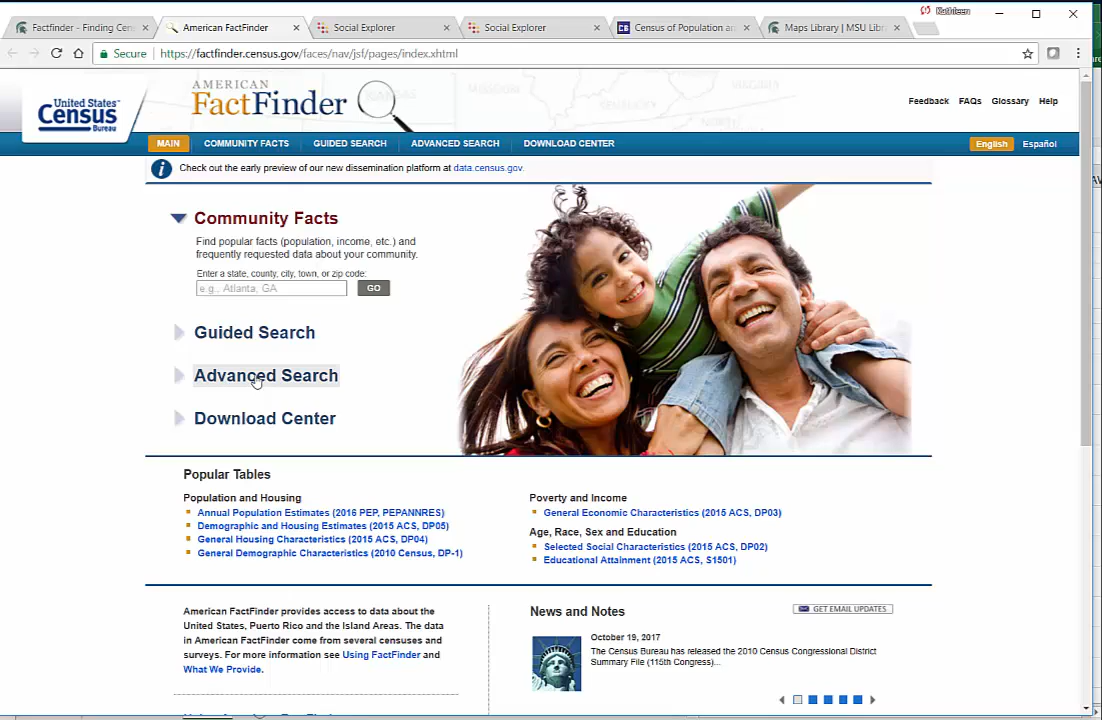 Kathleen
Factfinder - Finding Cen
American FactFinder
Social Explorer
Social Explorer
Census of Population an
Maps Library | MSU Libr
Secure
https://factfinder.census.gov/faces/nav/jsf/pages/index.xhtml
United States
Census
Bureau
AMERICAN
FactFinder
KANSAS
MISSOURI
KENTUCKY
VIRGINIA
Feedback FAQs Glossary Help
MAIN COMMUNITY FACTS GUIDED SEARCH ADVANCED SEARCH DOWNLOAD CENTER
English Español
Check out the early preview of our new dissemination platform at data.census.gov.
Community Facts
Find popular facts (population, income, etc.) and
frequently requested data about your community.
Enter a state, county, city, town, or zip code:
e.g., Atlanta, GA
GO
Guided Search
Advanced Search
Download Center
Popular Tables
Population and Housing
Annual Population Estimates (2016 PEP, PEPANNRES)
Demographic and Housing Estimates (2015 ACS, DP05)
General Housing Characteristics (2015 ACS, DP04)
General Demographic Characteristics (2010 Census, DP-1)
Poverty and Income
General Economic Characteristics (2015 ACS, DP03)
Age, Race, Sex and Education
Selected Social Characteristics (2015 ACS, DP02)
Educational Attainment (2015 ACS, S1501)
American FactFinder provides access to data about the
United States, Puerto Rico and the Island Areas. The data
in American FactFinder come from several censuses and
surveys. For more information see Using FactFinder and
What We Provide.
News and Notes
GET EMAIL UPDATES
October 19, 2017
The Census Bureau has released the 2010 Census Congressional District
Summary File (115th Congress)...